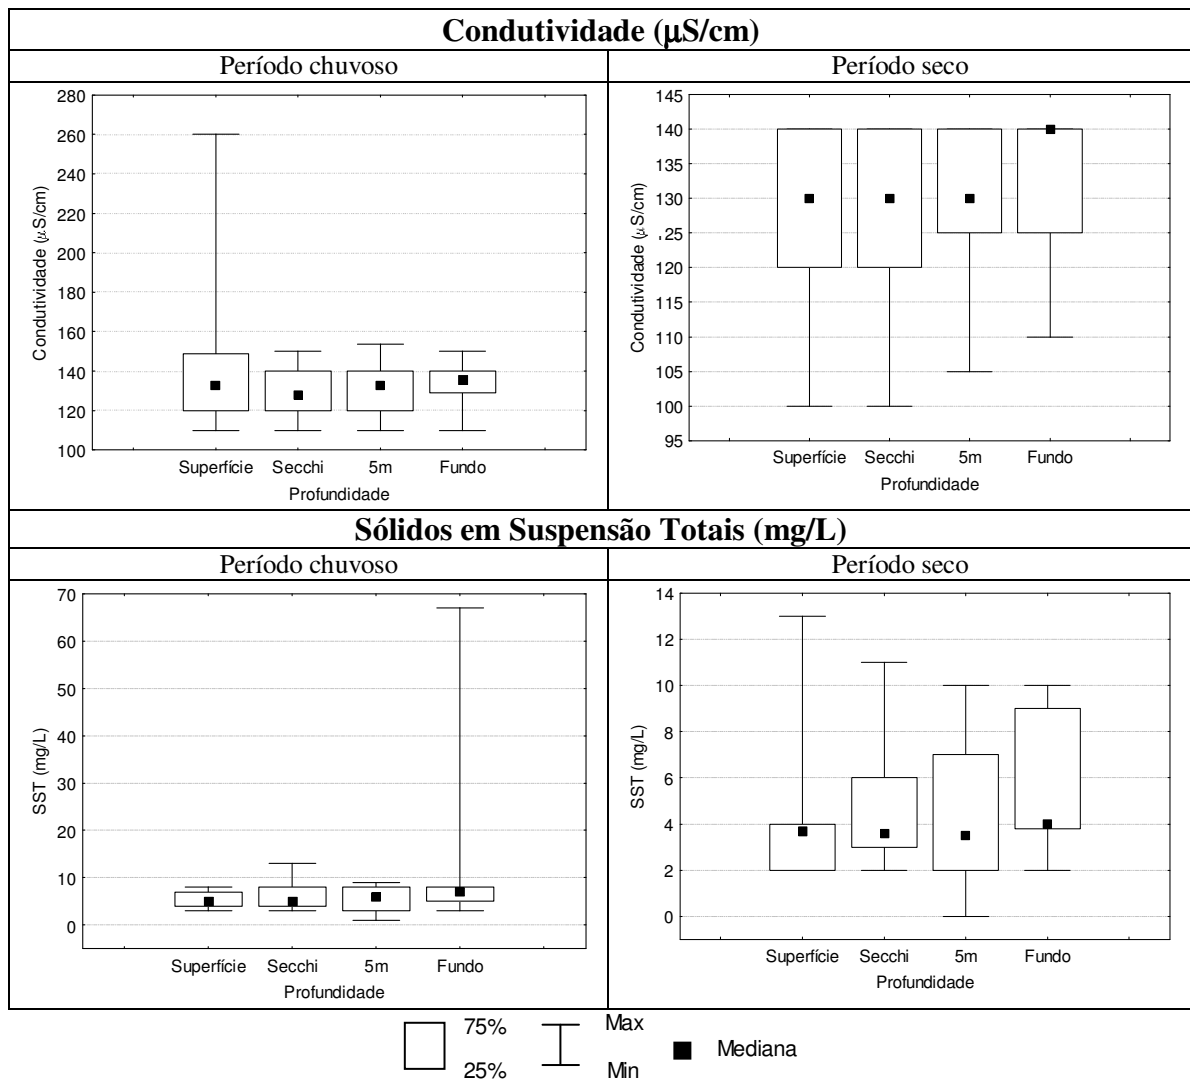 Condutividade (µS/cm)
Período chuvoso
Período seco
280
260
240
220
200
180
160
140
120
100
Condutividade (µS/cm)
Superfície Secchi 5m Fundo
Profundidade
145
140
135
130
.25
120
115
110
105
100
95
Condutividade (µS/cm)
Superfície Secchi 5m Fundo
Profundidade
Sólidos em Suspensão Totais (mg/L)
Período chuvoso
Período seco
70
60
50
40
30
20
10
0
SST (mg/L)
Superfície Secchi 5m Fundo
Profundidade
14
12
10
8
6
4
2
0
SST (mg/L)
Superfície Secchi 5m Fundo
Profundidade
75%
25%
Max
Min
Mediana